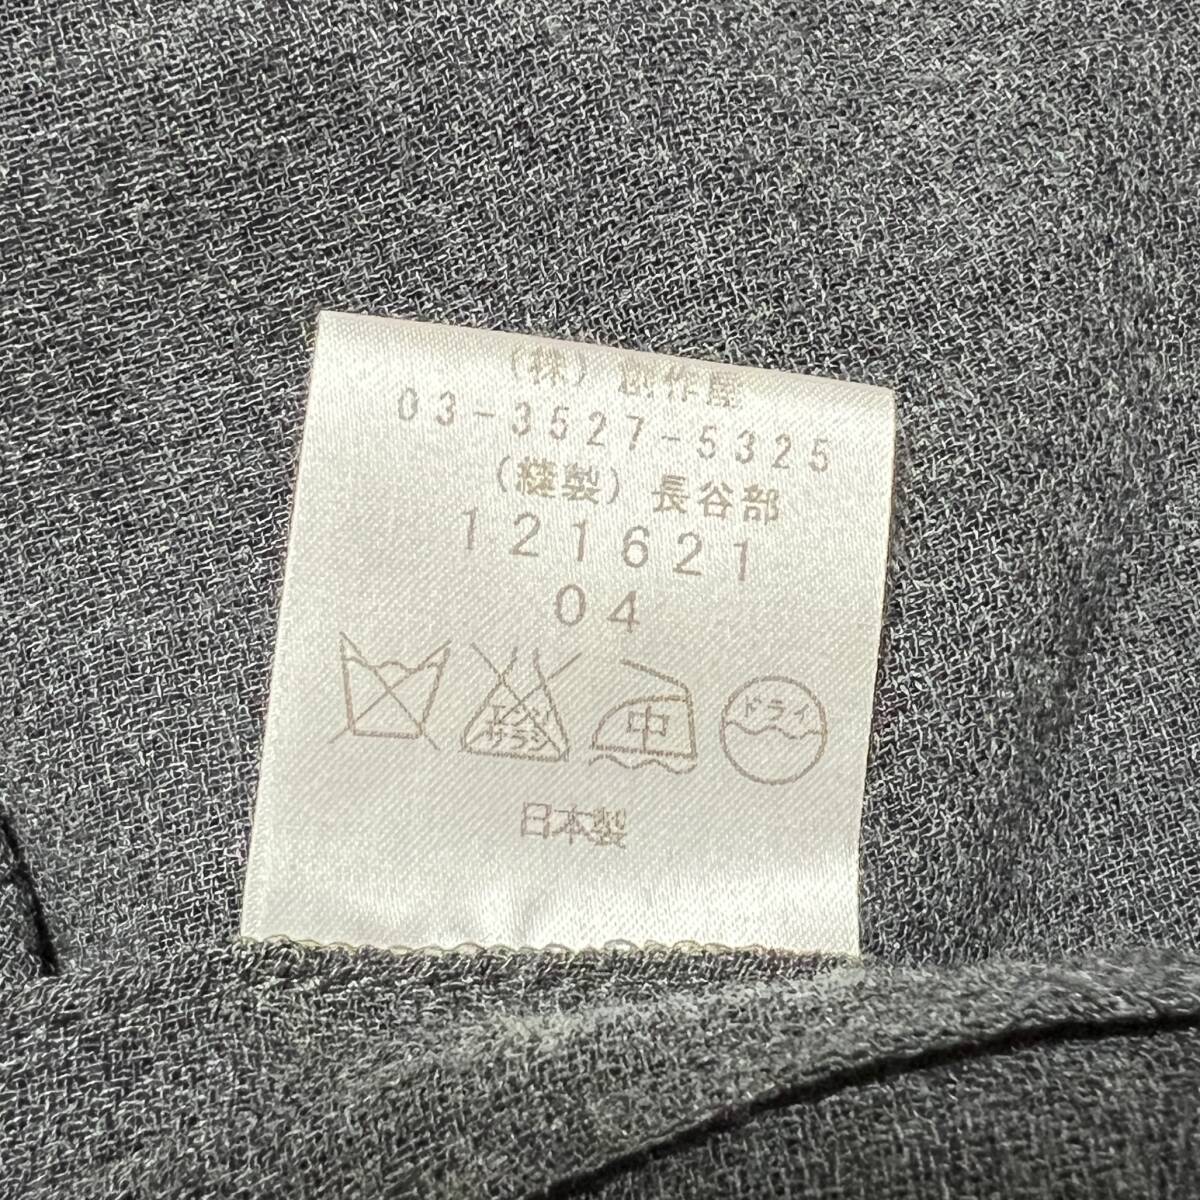 (株) 創作屋
03-3527-5325
(縫製) 長谷部
121621
04
エンソ
サラシ
中
ドライ
日本製